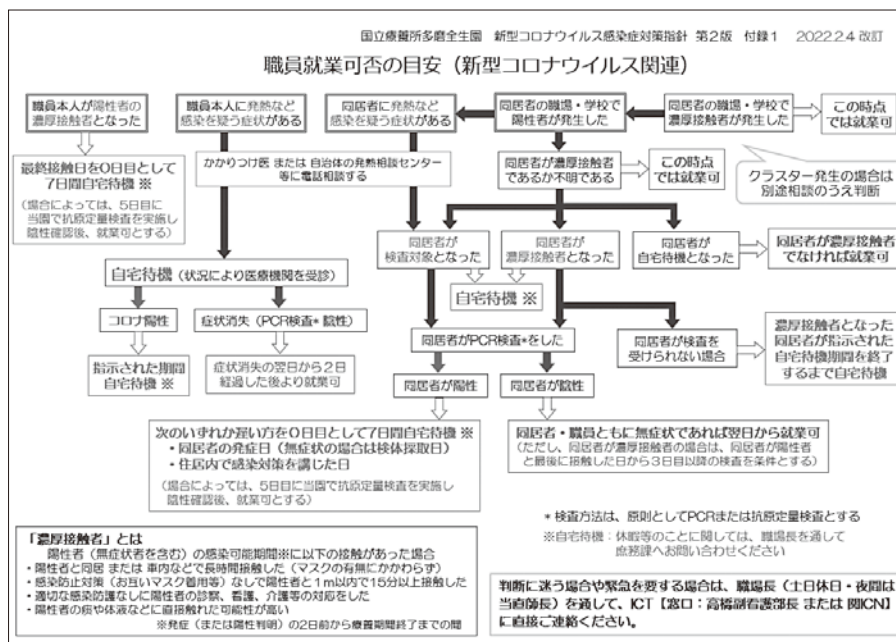 国立療養所多磨全生園 新型コロナウイルス感染症対策指針 第2版 付録1 2022.2.4 改訂
職員就業可否の目安（新型コロナウイルス関連）
職員本人が陽性者の
濃厚接触者となった
職員本人に発熱など
感染を疑う症状がある
同居者に発熱など
感染を疑う症状がある
同居者の職場・学校で
陽性者が発生した
同居者の職場・学校で
濃厚接触者が発生した
この時点
では就業可
最終接触日を0日目として
7日間自宅待機 ※
（場合によっては、5日目に
当園で抗原定量検査を実施し
陰性確認後、就業可とする）
かかりつけ医 または 自治体の発熱相談センター
等に電話相談する
同居者が濃厚接触者
であるか不明である
この時点
では就業可
クラスター発生の場合は
別途相談のうえ判断
同居者が
検査対象となった
同居者が
濃厚接触者となった
同居者が
自宅待機となった
同居者が濃厚接触者
でなければ就業可
自宅待機（状況により医療機関を受診）
自宅待機 ※
コロナ陽性
症状消失（PCR検査* 陰性）
同居者がPCR検査*をした
同居者が検査を
受けられない場合
濃厚接触者となった
同居者が指示された
自宅待機期間を終了
するまで自宅待機
指示された期間
自宅待機 ※
症状消失の翌日から2日
経過した後より就業可
同居者が陽性
同居者が陰性
次のいずれか遅い方を0日目として7日間自宅待機 ※
・同居者の発症日（無症状の場合は検体採取日）
・住居内で感染対策を講じた日
（場合によっては、5日目に当園で抗原定量検査を実施し
陰性確認後、就業可とする）
同居者・職員ともに無症状であれば翌日から就業可
（ただし、同居者が濃厚接触者の場合は、同居者が陽性者
と最後に接触した日から3日目以降の検査を条件とする）
* 検査方法は、原則としてPCRまたは抗原定量検査とする
※自宅待機：休暇等のことに関しては、職場長を通して
庶務課へお問い合わせください
「濃厚接触者」とは
陽性者（無症状者を含む）の感染可能期間※に以下の接触があった場合
・陽性者と同居 または 車内などで長時間接触した（マスクの有無にかかわらず）
・感染防止対策（お互いマスク着用等）なしで陽性者と1m以内で15分以上接触した
・適切な感染防護なしに陽性者の診察、看護、介護等の対応をした
・陽性者の痰や体液などに直接触れた可能性が高い
※発症（または陽性判明）の2日前から療養期間終了までの間
判断に迷う場合や緊急を要する場合は、職場長（土日休日・夜間は
当直師長）を通して、ICT【窓口：高橋副看護部長 または 関ICN】
に直接ご連絡ください。